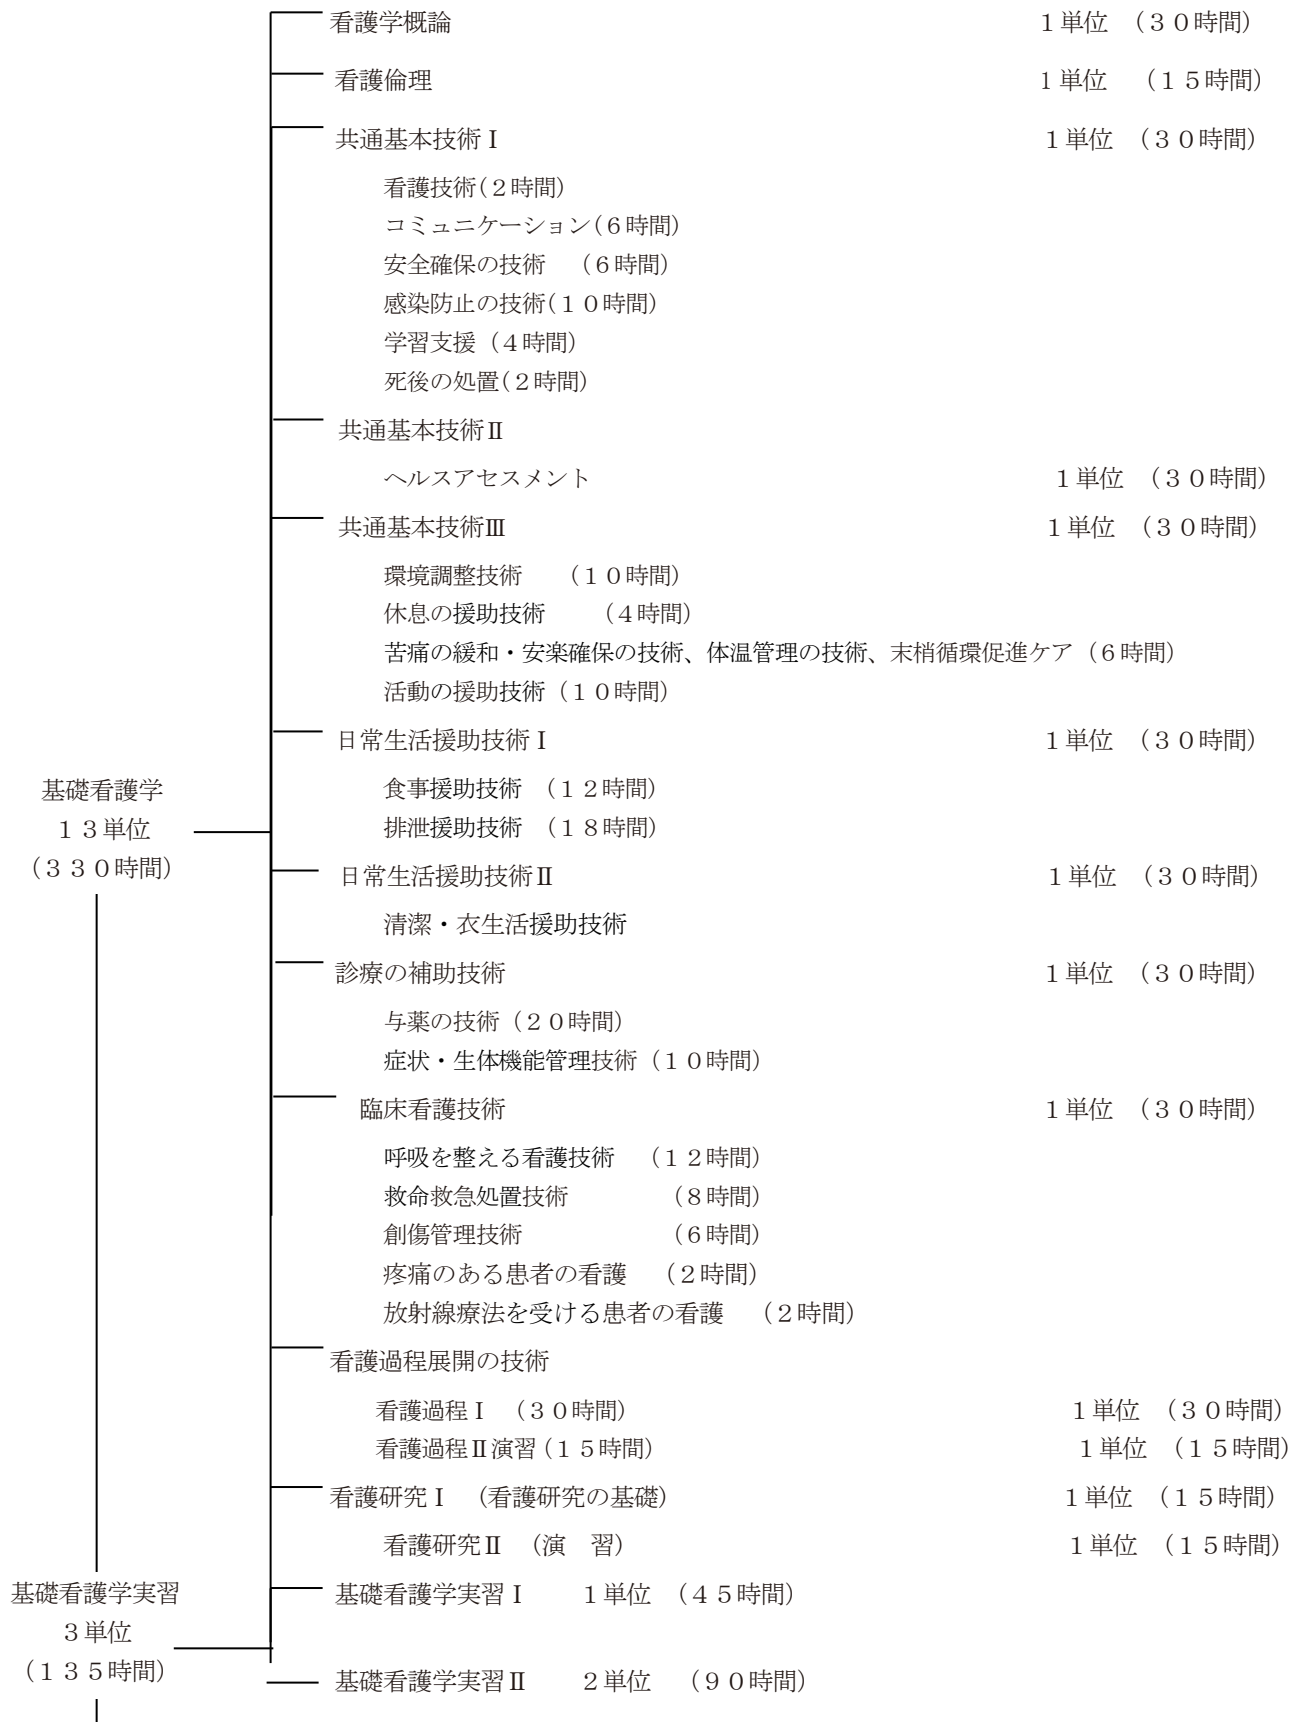 看護学概論 １単位 （３０時間）
看護倫理 １単位 （１５時間）
共通基本技術Ⅰ １単位 （３０時間）
看護技術（２時間）
コミュニケーション（６時間）
安全確保の技術 （６時間）
感染防止の技術（１０時間）
学習支援（４時間）
死後の処置（２時間）
共通基本技術Ⅱ
ヘルスアセスメント １単位 （３０時間）
共通基本技術Ⅲ １単位 （３０時間）
環境調整技術 （１０時間）
休息の援助技術 （４時間）
苦痛の緩和・安楽確保の技術、体温管理の技術、末梢循環促進ケア（６時間）
活動の援助技術（１０時間）
日常生活援助技術Ⅰ １単位 （３０時間）
食事援助技術 （１２時間）
排泄援助技術 （１８時間）
基礎看護学
１３単位
（３３０時間）
日常生活援助技術Ⅱ １単位 （３０時間）
清潔・衣生活援助技術
診療の補助技術 １単位 （３０時間）
与薬の技術（２０時間）
症状・生体機能管理技術（１０時間）
臨床看護技術 １単位 （３０時間）
呼吸を整える看護技術 （１２時間）
救命救急処置技術 （８時間）
創傷管理技術 （６時間）
疼痛のある患者の看護 （２時間）
放射線療法を受ける患者の看護 （２時間）
看護過程展開の技術
看護過程Ⅰ （３０時間） １単位 （３０時間）
看護過程Ⅱ演習（１５時間） １単位 （１５時間）
看護研究Ⅰ （看護研究の基礎） １単位 （１５時間）
看護研究Ⅱ （演 習） １単位 （１５時間）
基礎看護学実習
３単位
（１３５時間）
基礎看護学実習Ⅰ １単位 （４５時間）
基礎看護学実習Ⅱ ２単位 （９０時間）